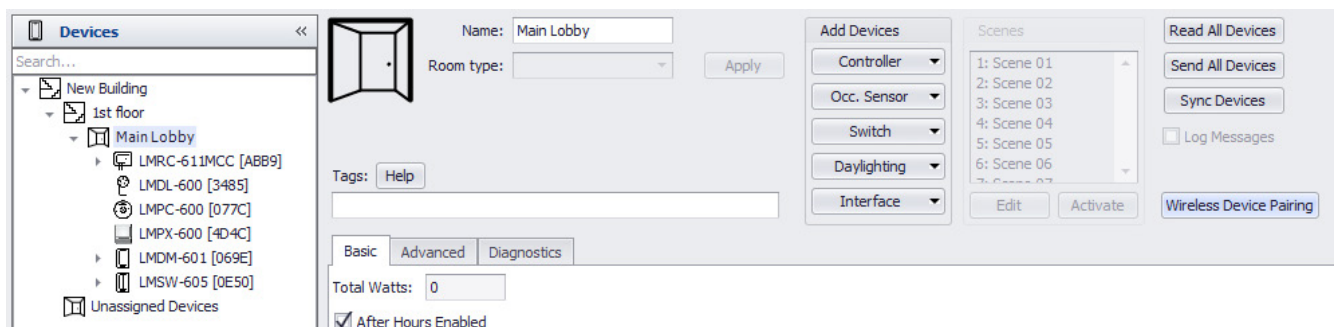 Devices
«
Search...
New Building
1st floor
Main Lobby
LMRC-611MCC [ABB9]
LMDL-600 [3485]
LMPC-600 [077C]
LMPX-600 [4D4C]
LMDM-601 [069E]
LMSW-605 [0E50]
Unassigned Devices
Name: Main Lobby
Room type:
Apply
Tags: Help
Add Devices
Controller
Occ. Sensor
Switch
Daylighting
Interface
Scenes
1: Scene 01
2: Scene 02
3: Scene 03
4: Scene 04
5: Scene 05
6: Scene 06
7: Scene 07
Edit Activate
Read All Devices
Send All Devices
Sync Devices
Log Messages
Wireless Device Pairing
Basic Advanced Diagnostics
Total Watts: 0
After Hours Enabled